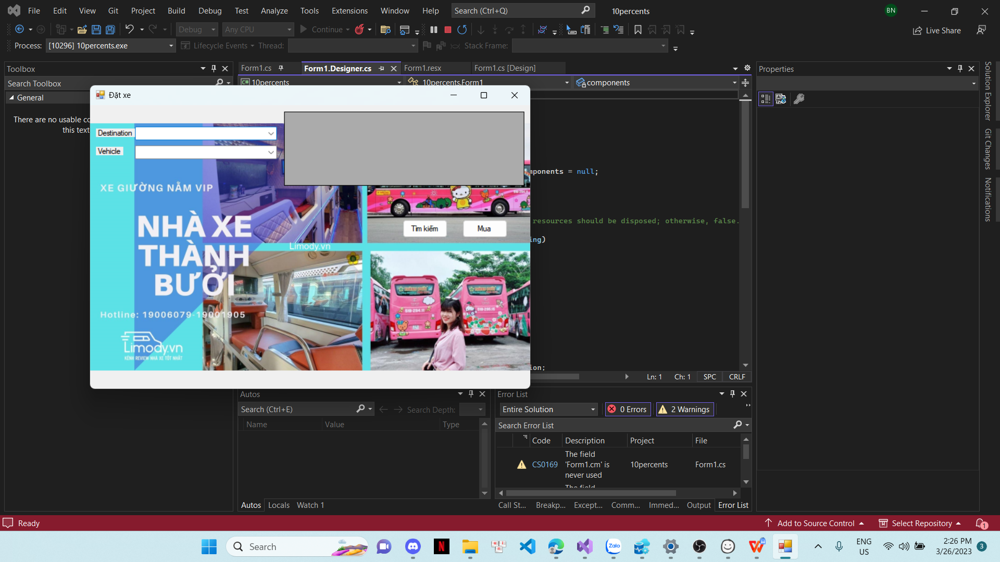 File Edit View Git Project Build Debug Test Analyze Tools Extensions Window Help Search (Ctrl+Q) 10percents BN
Debug Any CPU Continue Live Share
Process: [10296] 10percents.exe Lifecycle Events Thread: Stack Frame:
Toolbox
Search Toolbox
General
There are no usable co
this text
Form1.cs Form1.Designer.cs Form1.resx Form1.cs [Design]
10percents 10percents.Form1 components
Đặt xe
Destination
Vehicle
XE GIƯỜNG NẰM VIP
NHÀ XE
THÀNH
BƯỞI
Hotline: 19006079-19001905
Limody.vn
KÊNH REVIEW NHÀ XE TỐT NHẤT
Limody.vn
Tìm kiếm
Mua
mponents = null;
resources should be disposed; otherwise, false.
ing)
ion;
Ln: 1 Ch: 1 SPC CRLF
Properties
Solution Explorer
Git Changes
Notifications
Autos
Search (Ctrl+E) Search Depth:
Name Value Type
Autos Locals Watch 1
Error List
Entire Solution 0 Errors 2 Warnings
Search Error List
Code Description Project File
CS0169 The field
'Form1.cm' is
never used
10percents Form1.cs
The field
Call St... Breakp... Except... Comm... Immed... Output Error List
Ready Add to Source Control Select Repository 1
Search
Zalo
ENG
US
2:26 PM
3/26/2023
3